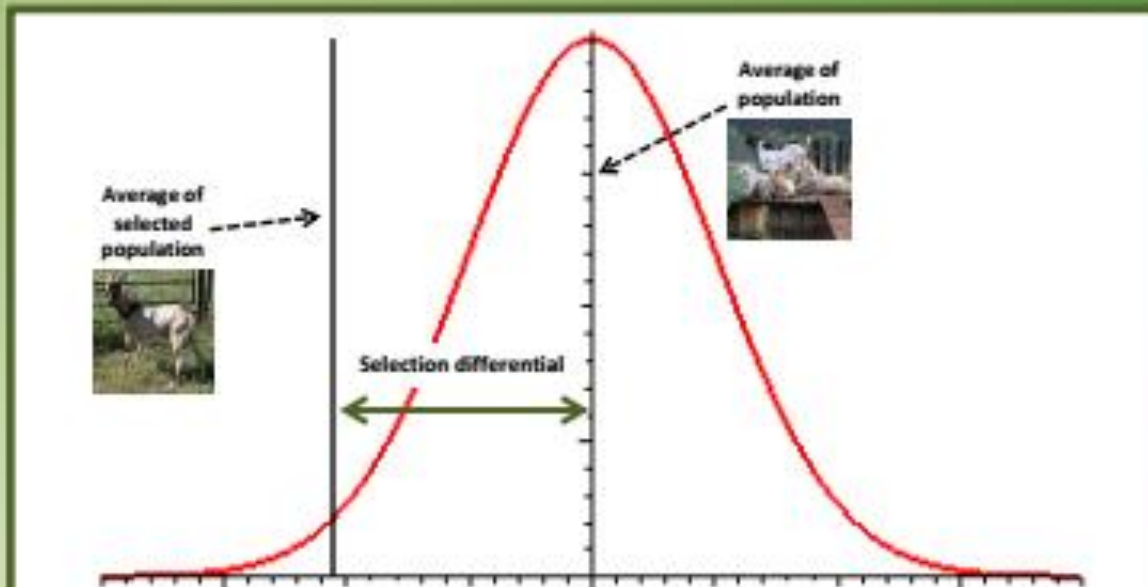 Average of
population
Average of
selected
population
Selection differential